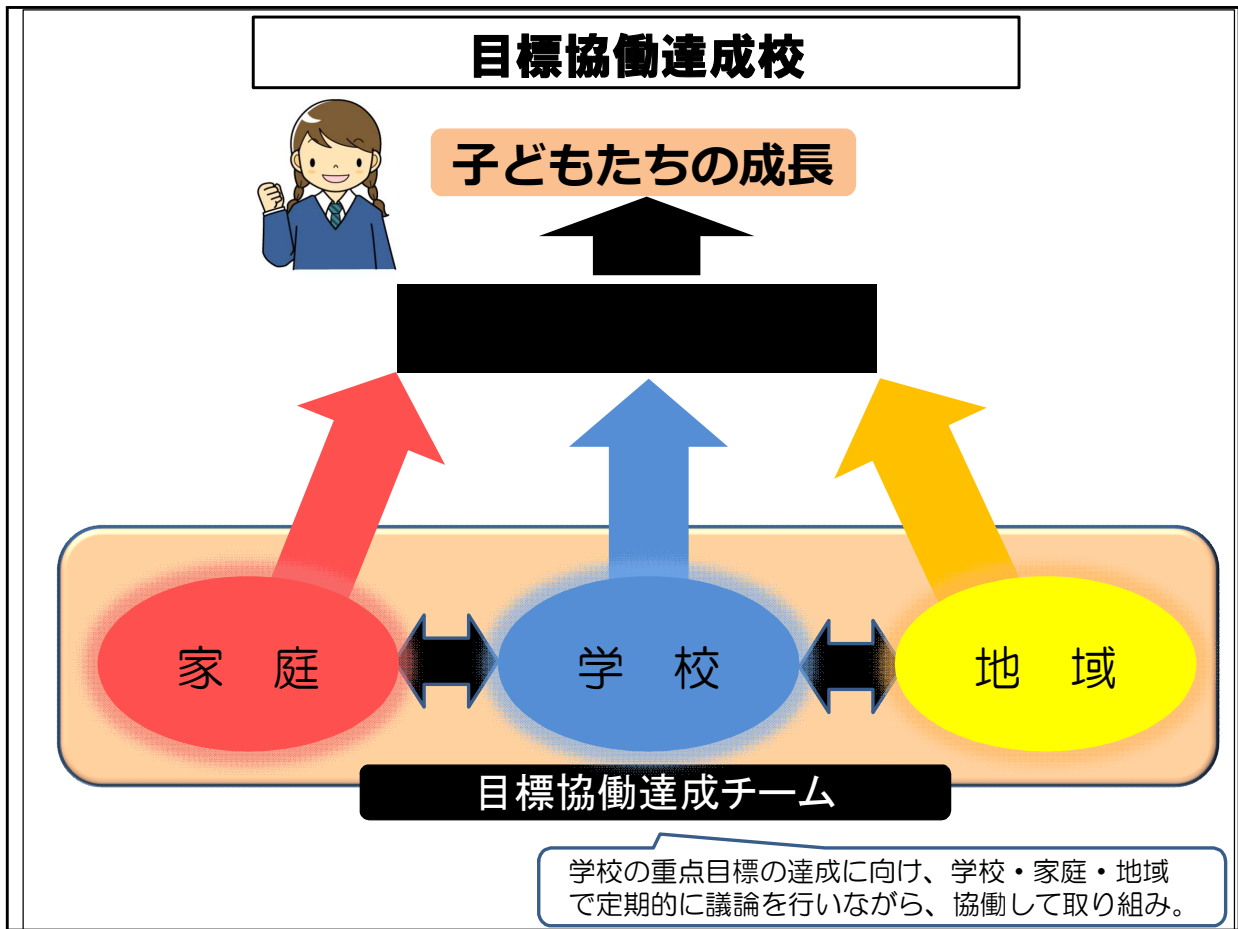 目標協働達成校
子どもたちの成長
家　庭
学　校
地　域
目標協働達成チーム
学校の重点目標の達成に向け、学校・家庭・地域
で定期的に議論を行いながら、協働して取り組み。